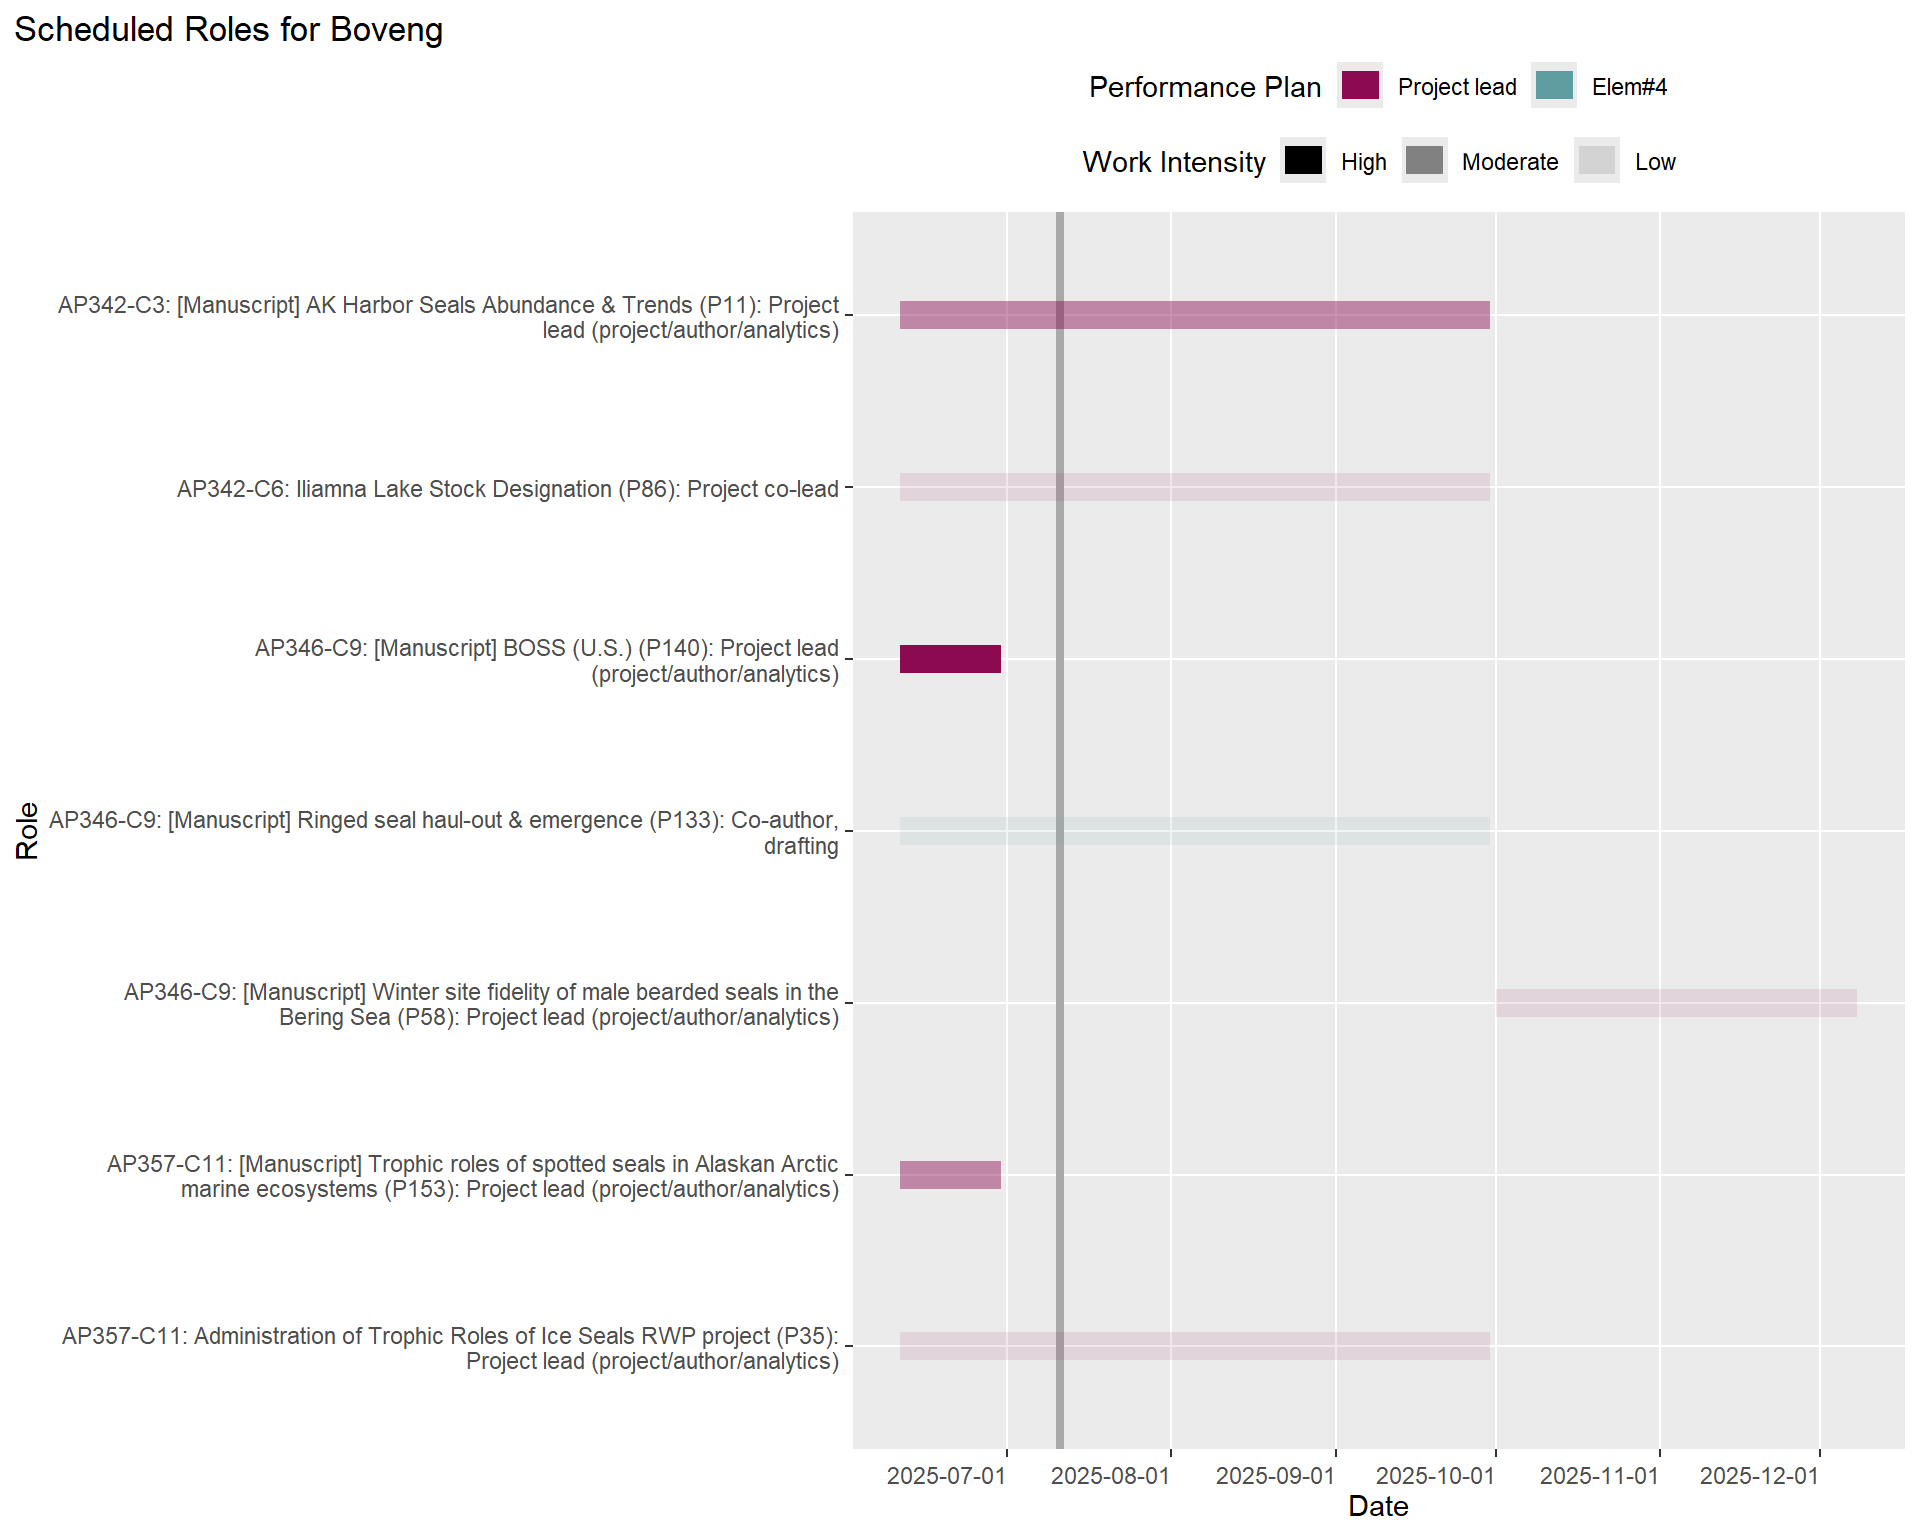 Scheduled Roles for Boveng
Performance Plan Project lead Elem#4
Work Intensity High Moderate Low
AP342-C3: [Manuscript] AK Harbor Seals Abundance & Trends (P11): Project
lead (project/author/analytics)
AP342-C6: Iliamna Lake Stock Designation (P86): Project co-lead
AP346-C9: [Manuscript] BOSS (U.S.) (P140): Project lead
(project/author/analytics)
Role
AP346-C9: [Manuscript] Ringed seal haul-out & emergence (P133): Co-author,
drafting
AP346-C9: [Manuscript] Winter site fidelity of male bearded seals in the
Bering Sea (P58): Project lead (project/author/analytics)
AP357-C11: [Manuscript] Trophic roles of spotted seals in Alaskan Arctic
marine ecosystems (P153): Project lead (project/author/analytics)
AP357-C11: Administration of Trophic Roles of Ice Seals RWP project (P35):
Project lead (project/author/analytics)
2025-07-01 2025-08-01 2025-09-01 2025-10-01 2025-11-01 2025-12-01
Date